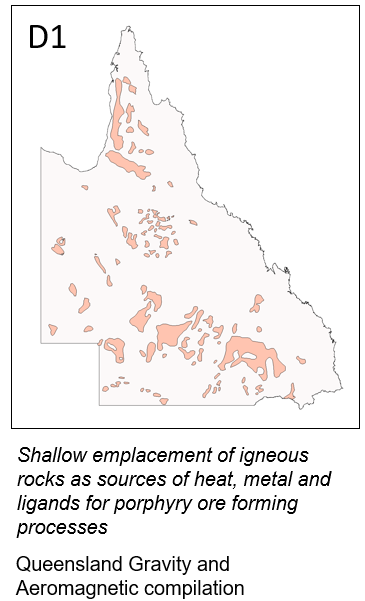 D1
Shallow emplacement of igneous
rocks as sources of heat, metal and
ligands for porphyry ore forming
processes
Queensland Gravity and
Aeromagnetic compilation